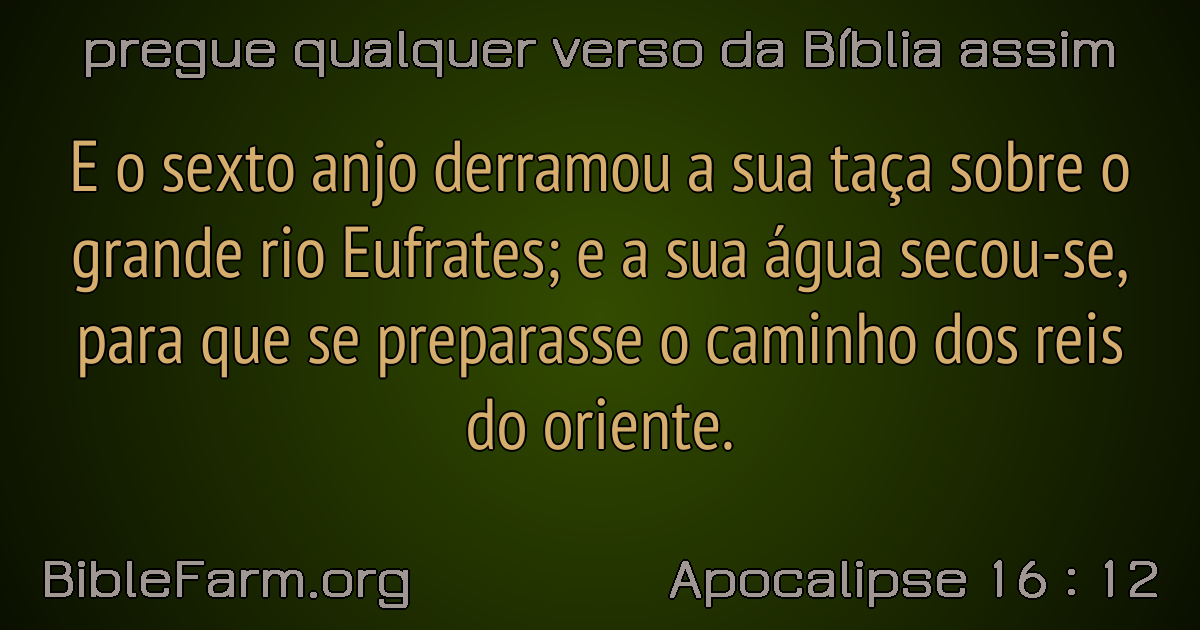 pregue qualquer verso da Bíblia assim
E o sexto anjo derramou a sua taça sobre o
grande rio Eufrates; e a sua água secou-se,
para que se preparasse o caminho dos reis
do oriente.
BibleFarm.org
Apocalipse 16 : 12